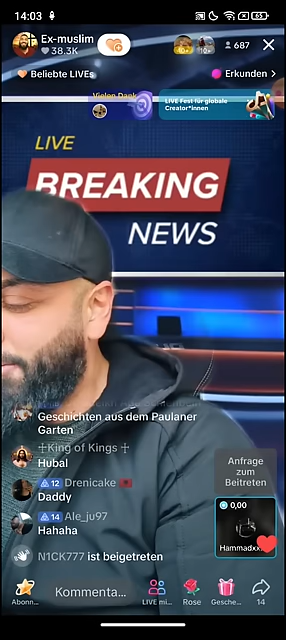 14:03
65
Ex-muslim
38.3K
687
Beliebte LIVEs
Erkunden >
Vielen Dank
LIVE Fest für globale
Creator*innen
LIVE
BREAKING
NEWS
Geschichten aus dem Paulaner
Garten
King of Kings
Hubal
12 Drenicake
Daddy
14 Ale_ju97
Hahaha
N1CK777 ist beigetreten
Anfrage
zum
Beitreten
0,00
Hammadxx
Abonn...
Kommenta...
LIVE mi...
Rose
Gesche...
14